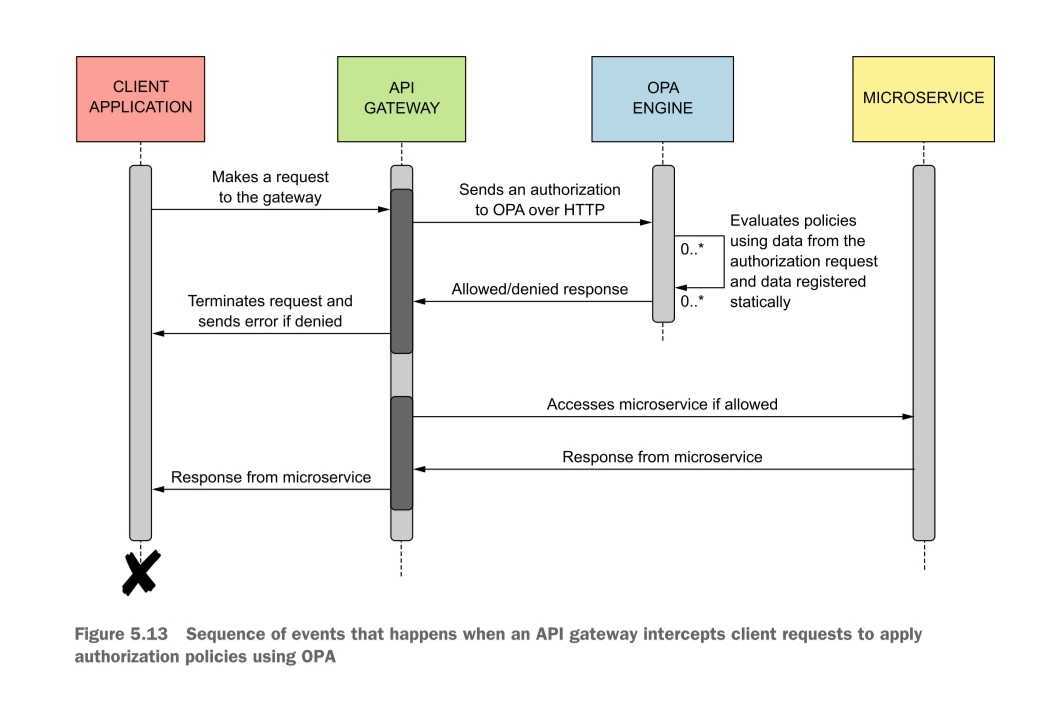 CLIENT
APPLICATION
API
GATEWAY
OPA
ENGINE
MICROSERVICE
Makes a request
to the gateway
Sends an authorization
to OPA over HTTP
Evaluates policies
using data from the
authorization request
and data registered
statically
0..*
0..*
Allowed/denied response
Terminates request and
sends error if denied
Accesses microservice if allowed
Response from microservice
Response from microservice
Figure 5.13 Sequence of events that happens when an API gateway intercepts client requests to apply
authorization policies using OPA